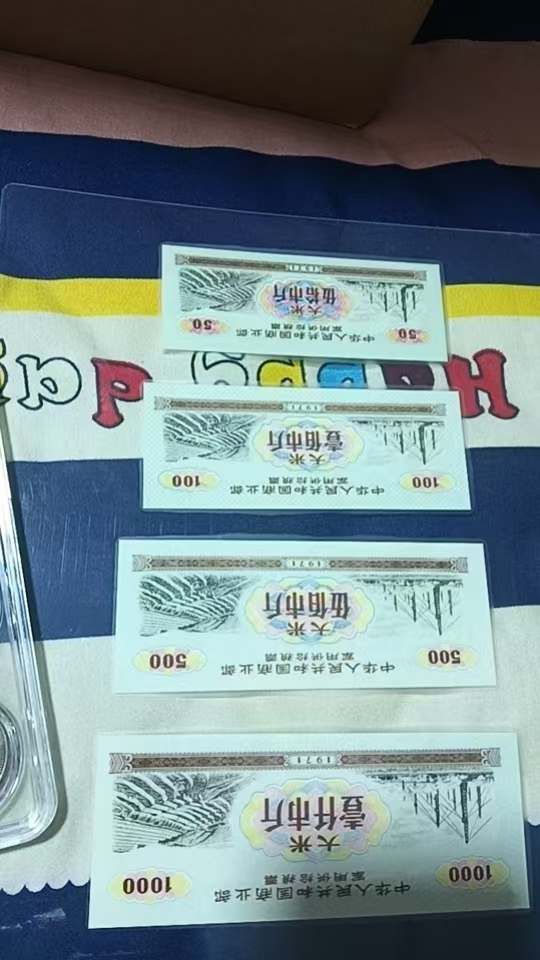 中华人民共和国商业部
军用供给粮票
50 50
大米
伍拾市斤
Happy
中华人民共和国商业部
军用供给粮票
100 100
大米
壹佰市斤
1971
中华人民共和国商业部
军用供给粮票
500 500
大米
伍佰市斤
1971
中华人民共和国商业部
军用供给粮票
1000 1000
大米
壹仟市斤
1971